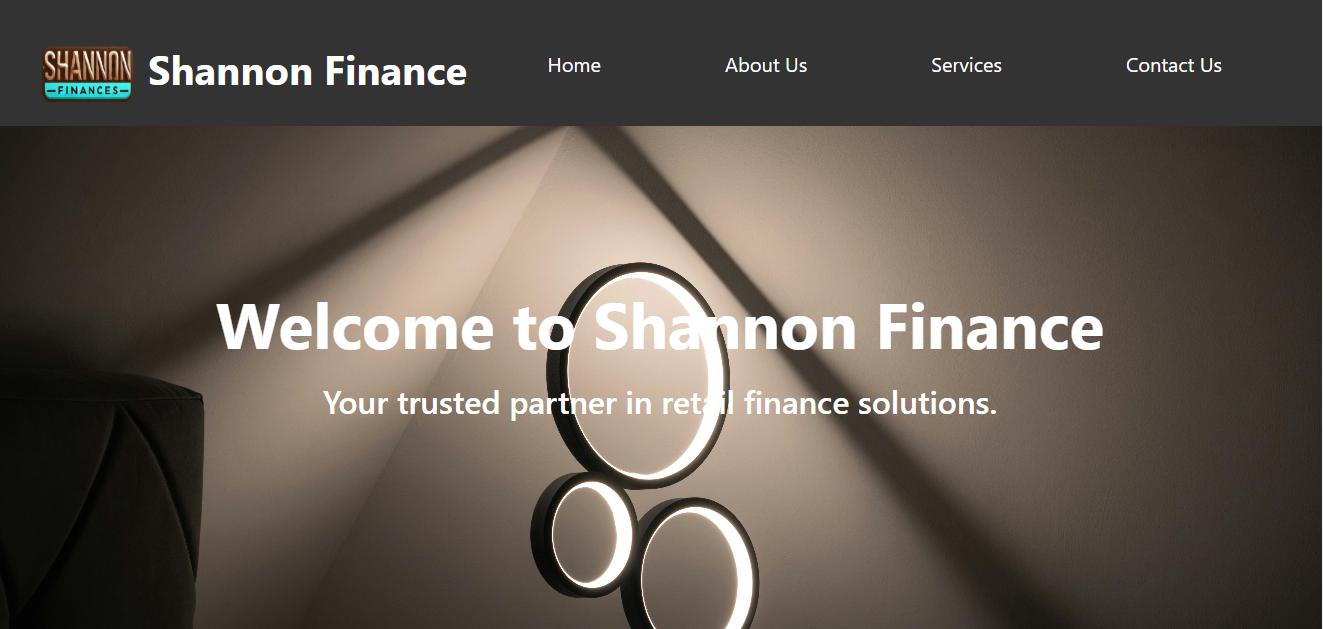 SHANNON
—FINANCES—
Shannon Finance
Home
About Us
Services
Contact Us
Welcome to Shannon Finance
Your trusted partner in retail finance solutions.